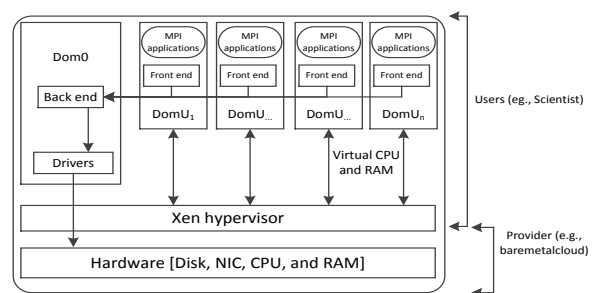 Dom0
Back end
Drivers
MPI
applications
Front end
DomU1
MPI
applications
Front end
DomU...
MPI
applications
Front end
DomU...
MPI
applications
Front end
DomUn
Virtual CPU
and RAM
Xen hypervisor
Hardware [Disk, NIC, CPU, and RAM]
Users (eg., Scientist)
Provider (e.g.,
baremetalcloud)